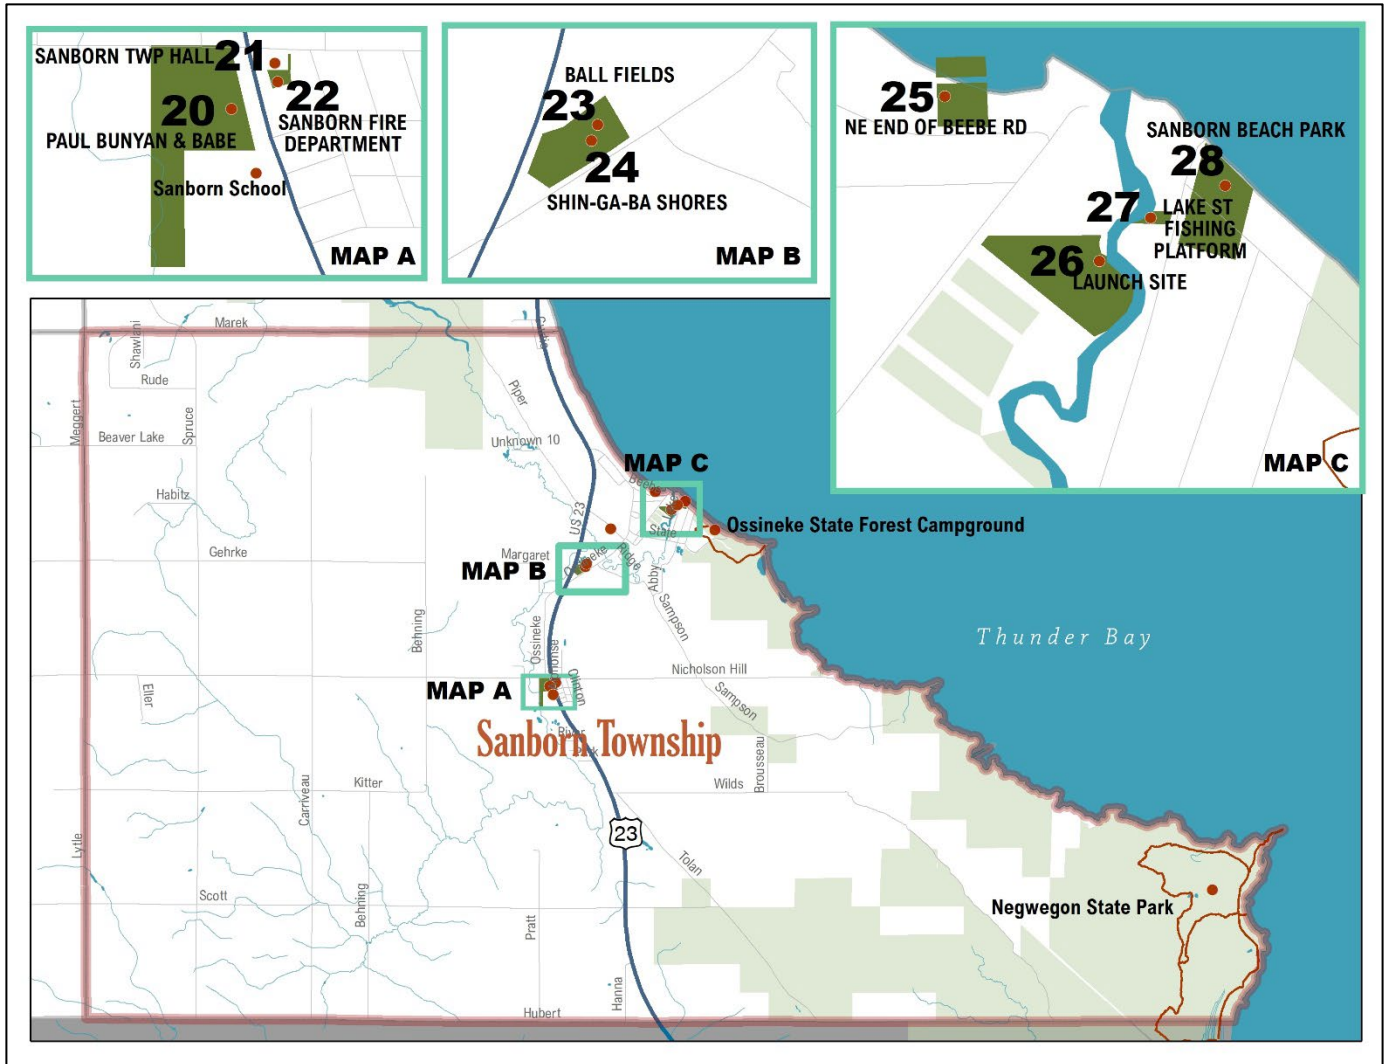 SANBORN TWP HALL
21
20
PAUL BUNYAN & BABE
22
SANBORN FIRE
DEPARTMENT
Sanborn School
MAP A
BALL FIELDS
23
24
SHIN-GA-BA SHORES
MAP B
25
NE END OF BEEBE RD
SANBORN BEACH PARK
28
27
LAKE ST
FISHING
PLATFORM
26
LAUNCH SITE
MAP C
Marek
Shawlani
Rude
Meggert
Spruce
Beaver Lake
Piper
Unknown 10
MAP C
Habitz
US 23
State
Ossineke State Forest Campground
Gehrke
Margaret
Ridge
MAP B
Abby
Sampson
Behning
Ossineke
Thunder Bay
Nicholson Hill
Clinton
MAP A
Eller
Sampson
Sanborn Township
River
Brousseau
Kitter
Wilds
Carriveau
23
Lytle
Tolan
Scott
Behning
Negwegon State Park
Pratt
Hanna
Hubert